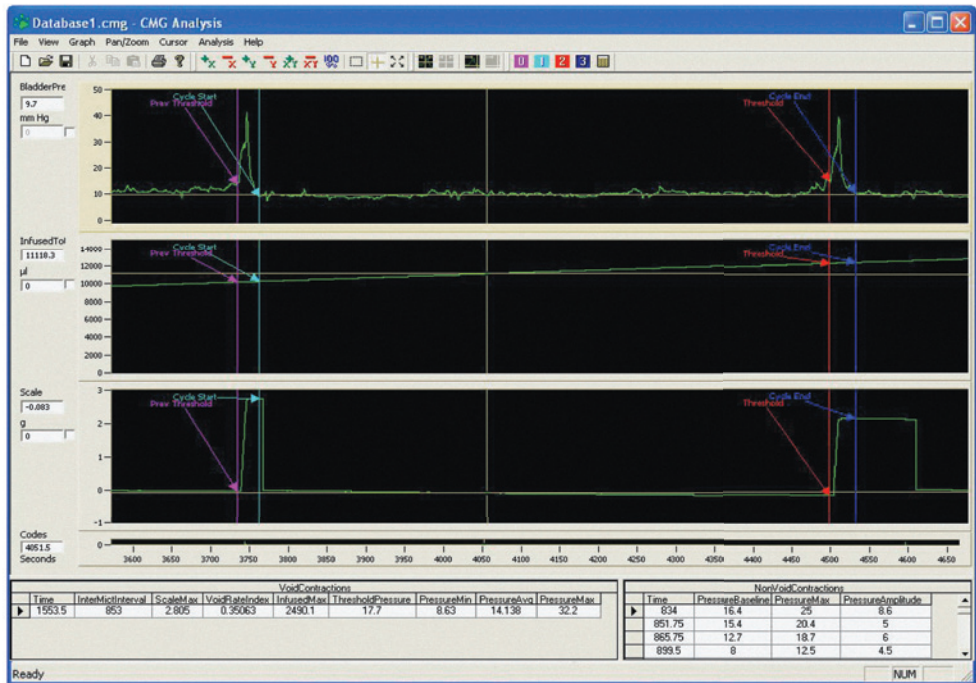 Database1.cmg - CMG Analysis
File View Graph Pan/Zoom Cursor Analysis Help
BladderPre
9.7
mm Hg
0
50
40
30
20
10
0
Cycle Start
Prev Threshold
Cycle End
Threshold
InfusedTol
11118.3
µl
0
14000
12000
10000
8000
6000
4000
2000
0
Cycle Start
Prev Threshold
Cycle End
Threshold
Scale
-0.083
g
0
3
2
1
0
-1
Cycle Start
Prev Threshold
Cycle End
Threshold
Codes
4051.5
Seconds
0
3600 3650 3700 3750 3800 3850 3900 3950 4000 4050 4100 4150 4200 4250 4300 4350 4400 4450 4500 4550 4600 4650
VoidContractions
Time InterMictInterval ScaleMax VoidRateIndex InfusedMax ThresholdPressure PressureMin PressureAvg PressureMax
1553.5 853 2.805 0.35063 2490.1 17.7 8.63 14.138 32.2
NonVoidContractions
Time PressureBaseline PressureMax PressureAmplitude
834 16.4 25 8.6
851.75 15.4 20.4 5
865.75 12.7 18.7 6
899.5 8 12.5 4.5
Ready
NUM